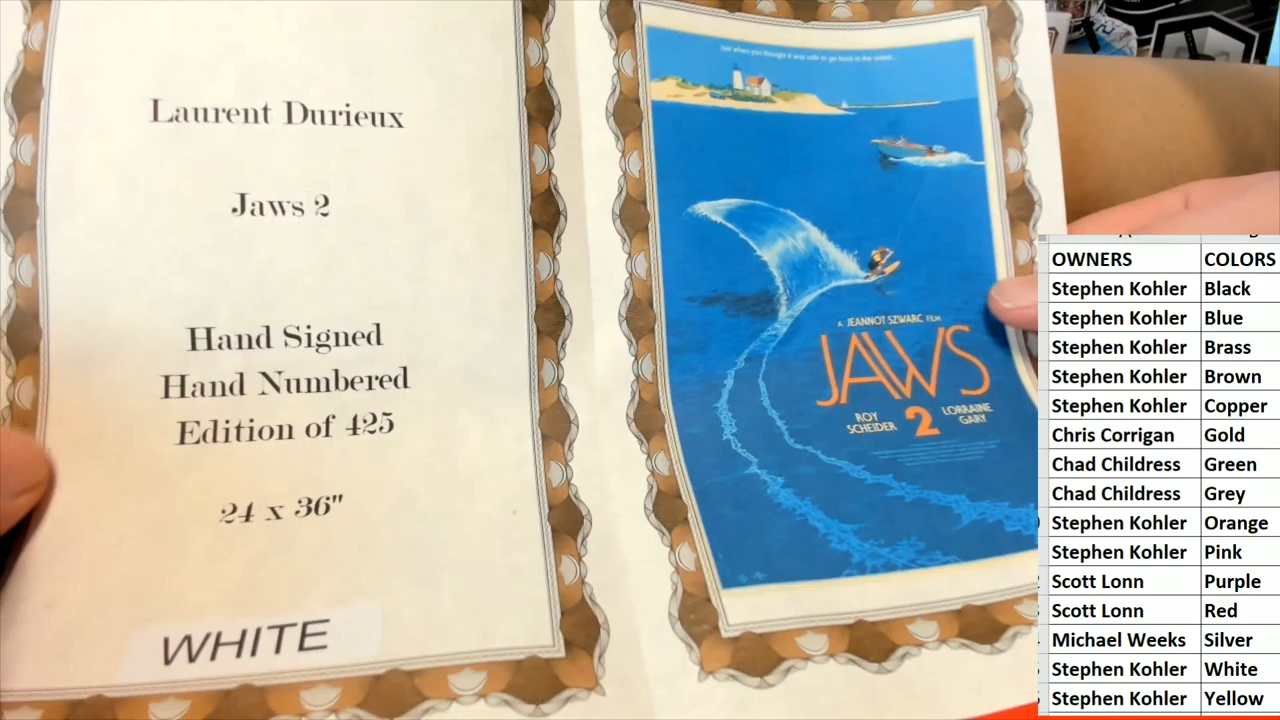 Laurent Durieux
Jaws 2
Hand Signed
Hand Numbered
Edition of 425
24 x 36"
WHITE
A JEANNOT SZWARC FILM
JAWS
2
ROY
SCHEIDER
LORRAINE
GARY
OWNERS COLORS
Stephen Kohler Black
Stephen Kohler Blue
Stephen Kohler Brass
Stephen Kohler Brown
Stephen Kohler Copper
Chris Corrigan Gold
Chad Childress Green
Chad Childress Grey
Stephen Kohler Orange
Stephen Kohler Pink
Scott Lonn Purple
Scott Lonn Red
Michael Weeks Silver
Stephen Kohler White
Stephen Kohler Yellow